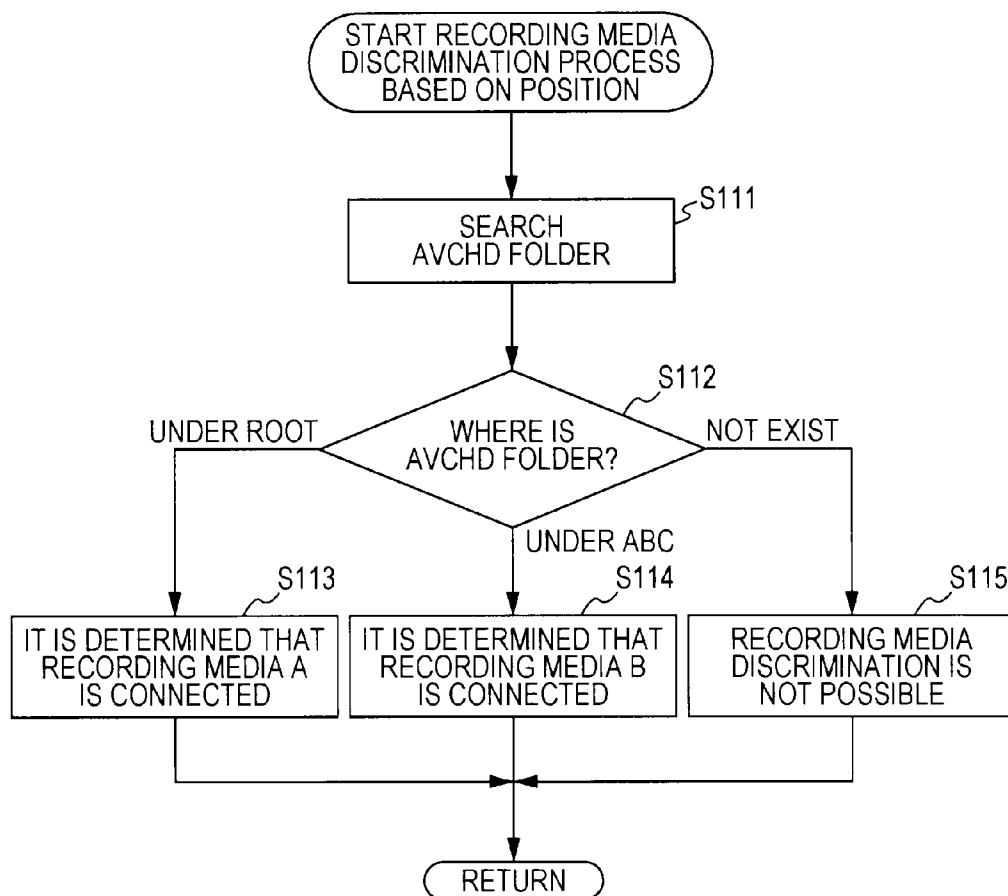 START RECORDING MEDIA
DISCRIMINATION PROCESS
BASED ON POSITION
S111
SEARCH
AVCHD FOLDER
S112
UNDER ROOT
WHERE IS
AVCHD FOLDER?
NOT EXIST
UNDER ABC
S113
IT IS DETERMINED THAT
RECORDING MEDIA A
IS CONNECTED
S114
IT IS DETERMINED THAT
RECORDING MEDIA B
IS CONNECTED
S115
RECORDING MEDIA
DISCRIMINATION IS
NOT POSSIBLE
RETURN